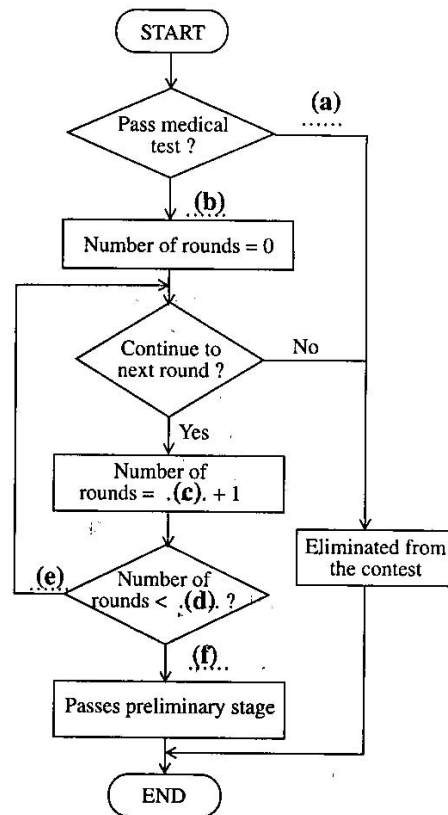 START
(a)
Pass medical
test ?
(b)
Number of rounds = 0
Continue to
next round ?
No
Yes
Number of
rounds = .(c). + 1
Eliminated from
the contest
(e)
Number of
rounds < .(d). ?
(f)
Passes preliminary stage
END